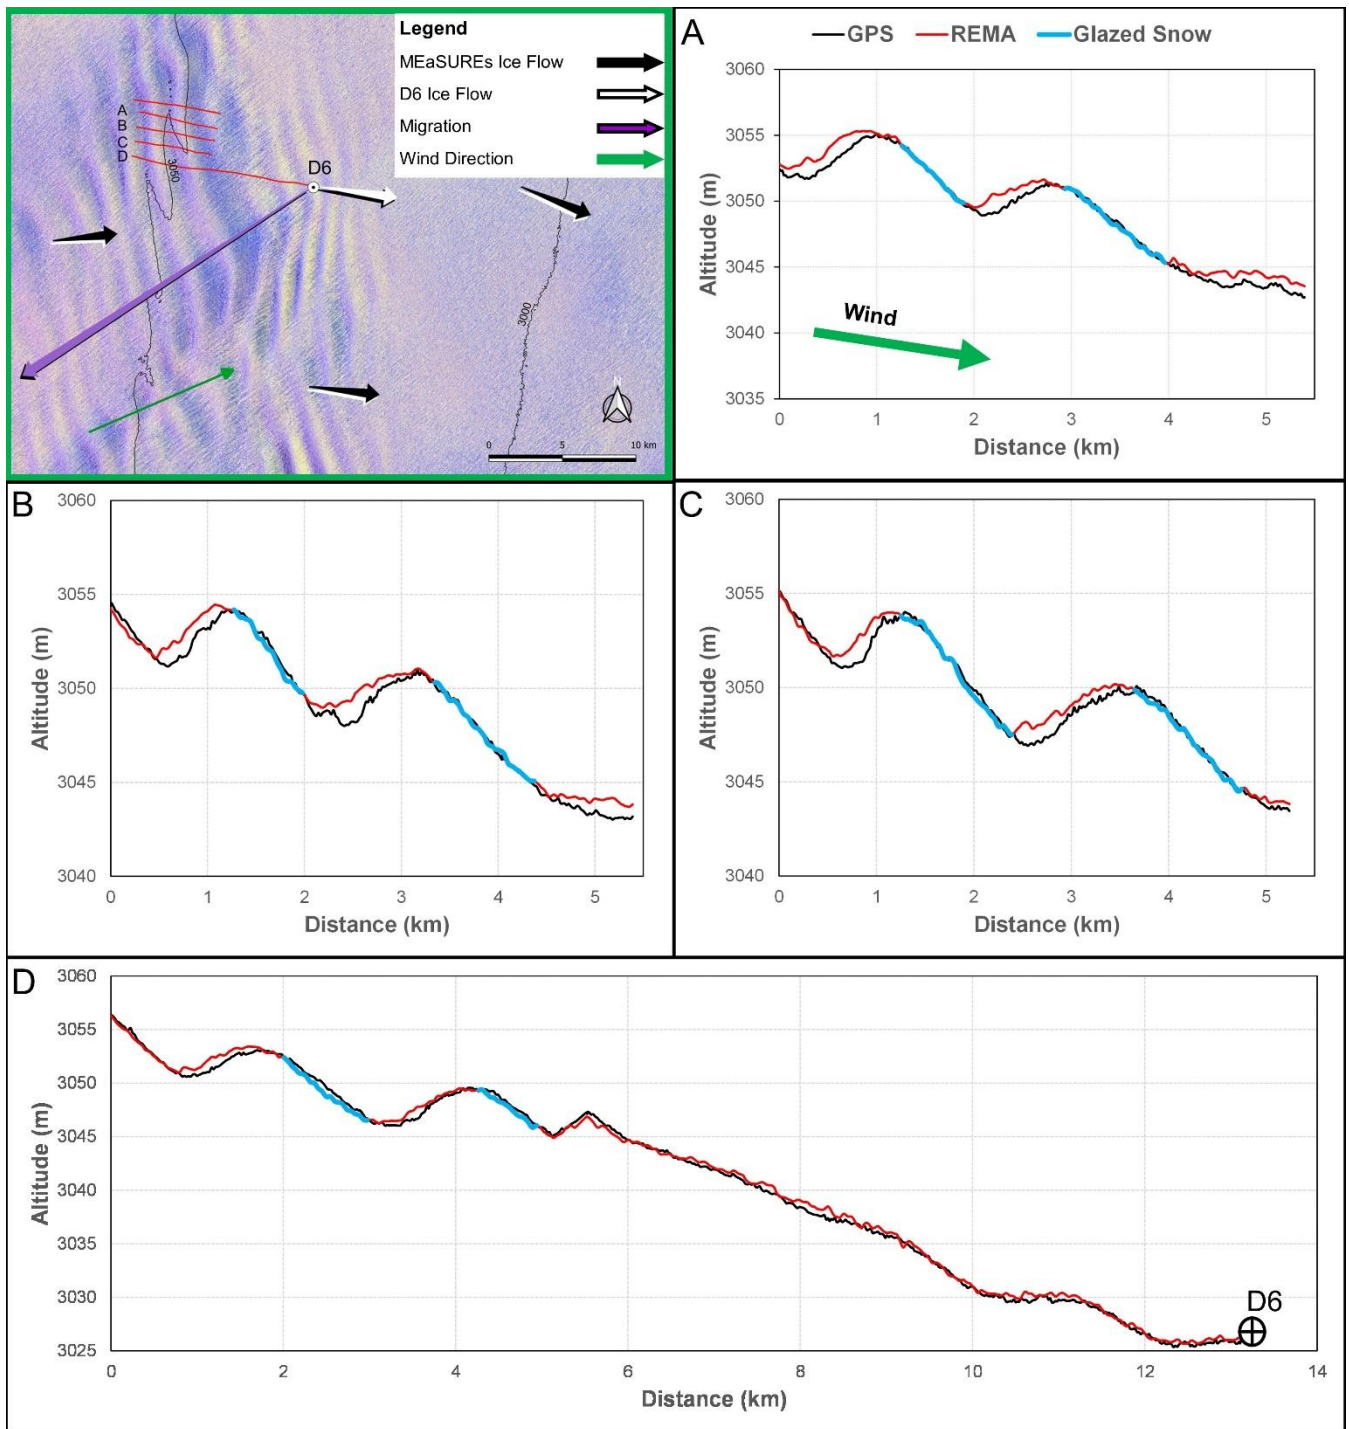 Legend
MEaSUREs Ice Flow
D6 Ice Flow
Migration
Wind Direction
A
B
C
D
3050
D6
3000
N
0 5 10 km
A
GPS REMA Glazed Snow
3060
3055
3050
3045
3040
3035
Altitude (m)
Wind
0 1 2 3 4 5
Distance (km)
B
3060
3055
3050
3045
3040
Altitude (m)
0 1 2 3 4 5
Distance (km)
C
3060
3055
3050
3045
3040
Altitude (m)
0 1 2 3 4 5
Distance (km)
D
3060
3055
3050
3045
3040
3035
3030
3025
Altitude (m)
D6
0 2 4 6 8 10 12 14
Distance (km)